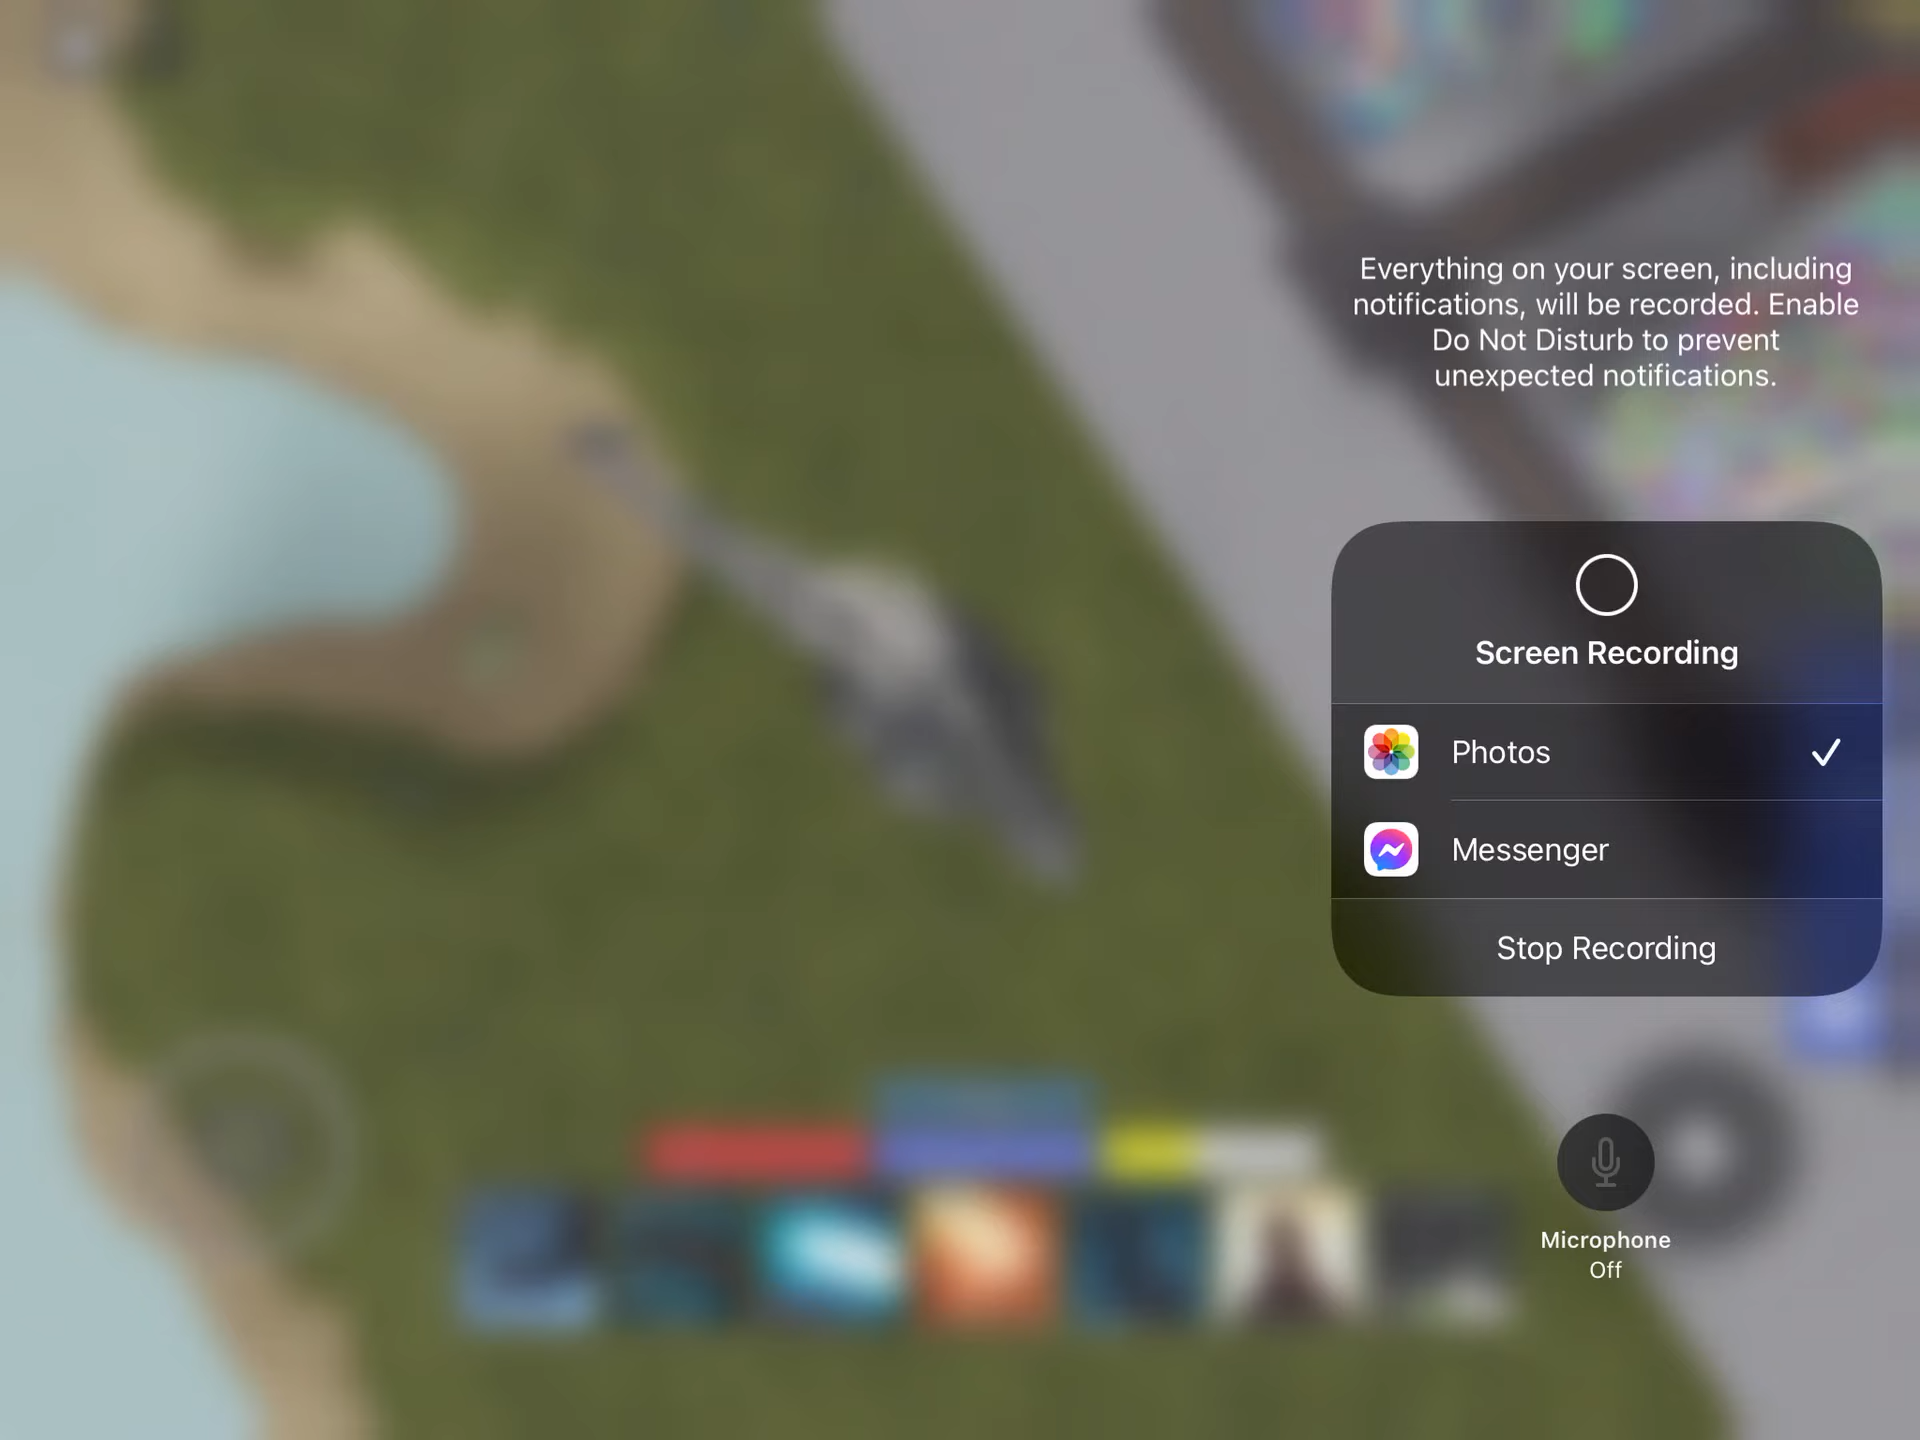 Everything on your screen, including
notifications, will be recorded. Enable
Do Not Disturb to prevent
unexpected notifications.
Screen Recording
Photos
Messenger
Stop Recording
Microphone
Off